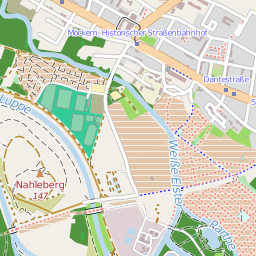 Möckern, Historischer Straßenbahnhof
Dantestraße
S
Luppe
Weiße Elster
Nahleberg
147
Parthe